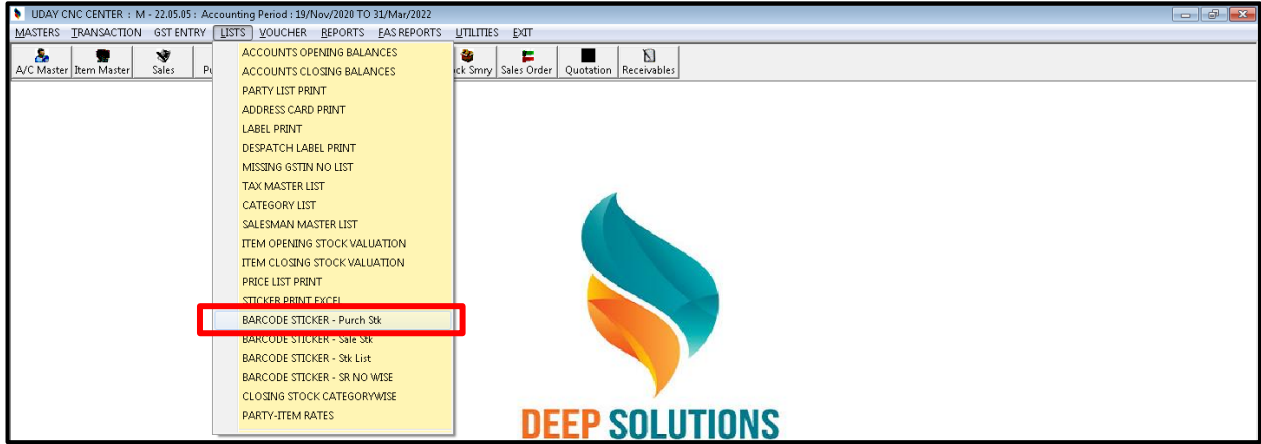 UDAY CNC CENTER : M - 22.05.05 : Accounting Period : 19/Nov/2020 TO 31/Mar/2022
MASTERS TRANSACTION GST ENTRY LISTS VOUCHER REPORTS EAS REPORTS UTILITIES EXIT
A/C Master Item Master Sales Pu ck Smry Sales Order Quotation Receivables
ACCOUNTS OPENING BALANCES
ACCOUNTS CLOSING BALANCES
PARTY LIST PRINT
ADDRESS CARD PRINT
LABEL PRINT
DESPATCH LABEL PRINT
MISSING GSTIN NO LIST
TAX MASTER LIST
CATEGORY LIST
SALESMAN MASTER LIST
ITEM OPENING STOCK VALUATION
ITEM CLOSING STOCK VALUATION
PRICE LIST PRINT
STICKER PRINT EXCEL
BARCODE STICKER - Purch Stk
BARCODE STICKER - Sale Stk
BARCODE STICKER - Stk List
BARCODE STICKER - SR NO WISE
CLOSING STOCK CATEGORYWISE
PARTY-ITEM RATES
DEEP SOLUTIONS